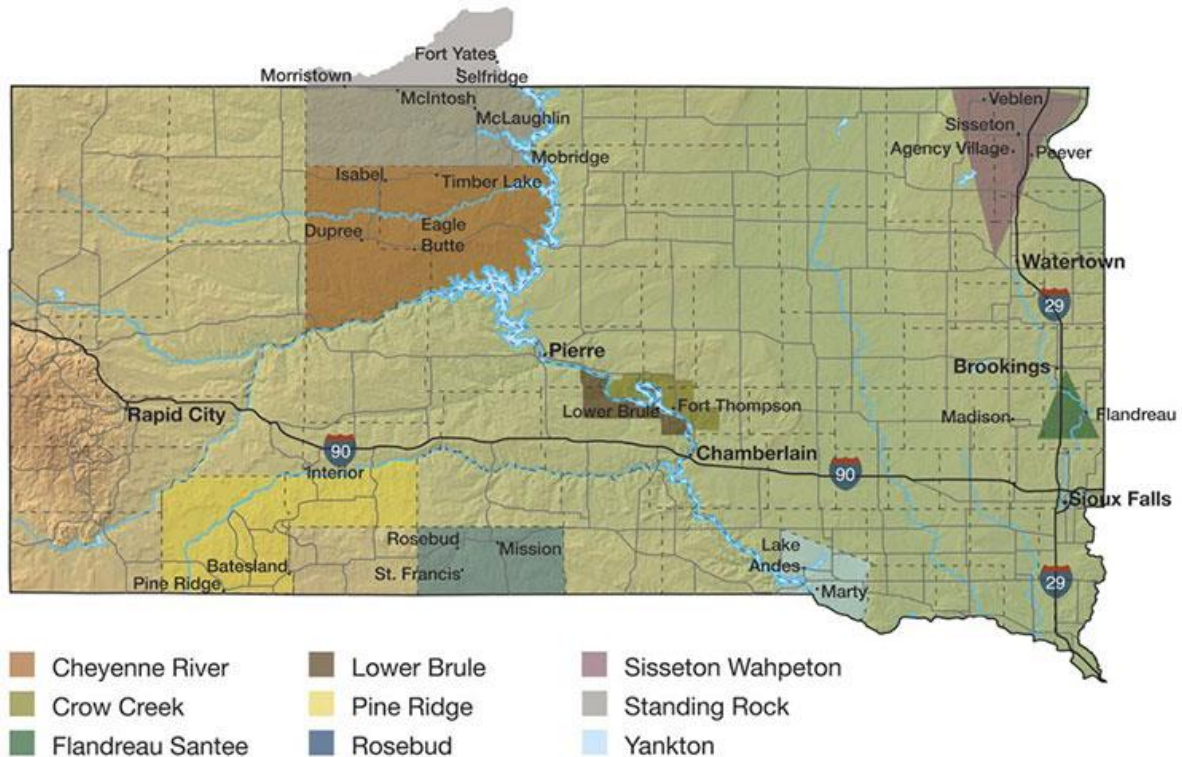 Fort Yates
Morristown
Selfridge
McIntosh
McLaughlin
Veblen
Sisseton
Agency Village
Peever
Mobridge
Isabel
Timber Lake
Dupree
Eagle
Butte
Watertown
29
Pierre
Brookings
Rapid City
Lower Brule
Fort Thompson
Madison
Flandreau
90
Interior
Chamberlain
90
Sioux Falls
Rosebud
Mission
Lake
Andes
Batesland
St. Francis
Pine Ridge
Marty
29
Cheyenne River
Lower Brule
Sisseton Wahpeton
Crow Creek
Pine Ridge
Standing Rock
Flandreau Santee
Rosebud
Yankton